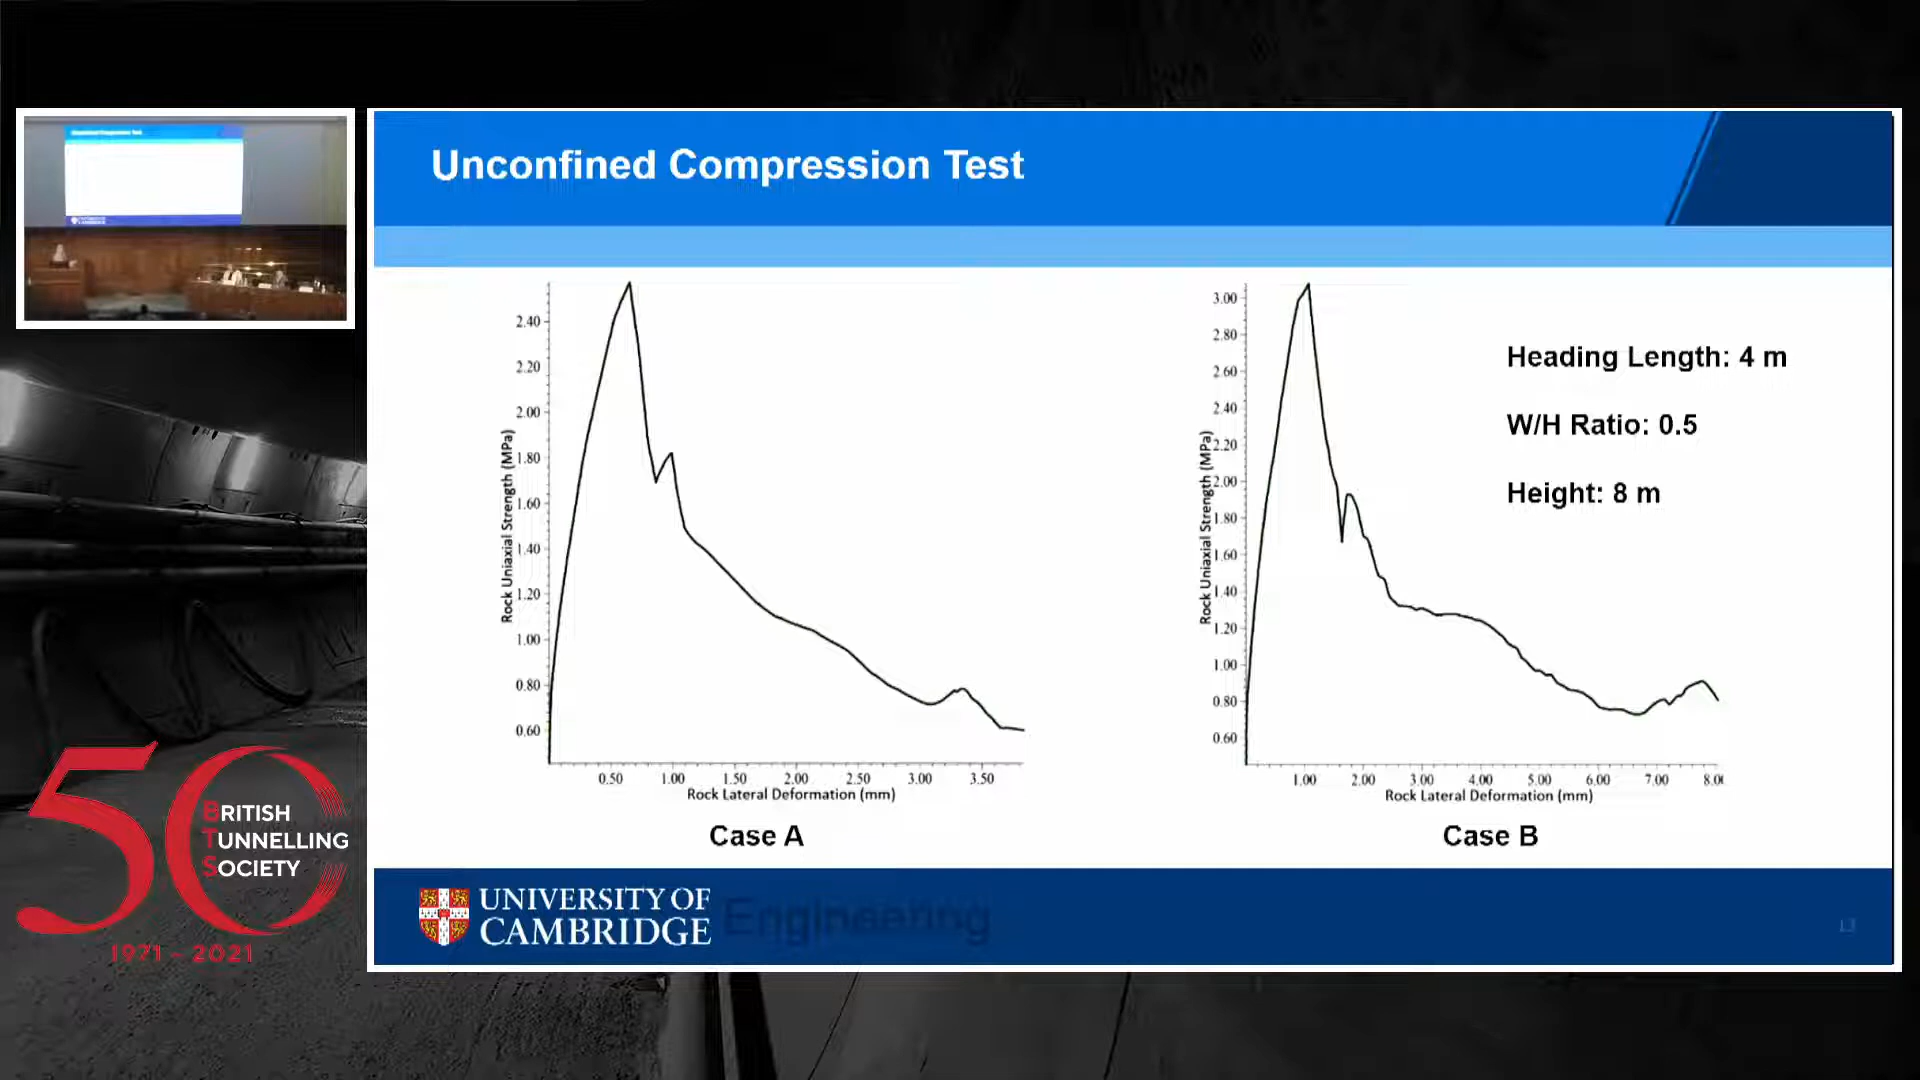 Unconfined Compression Test
2.40
2.20
2.00
1.80
1.60
1.40
1.20
1.00
0.80
0.60
Rock Uniaxial Strength (MPa)
0.50 1.00 1.50 2.00 2.50 3.00 3.50
Rock Lateral Deformation (mm)
Case A
3.00
2.80
2.60
2.40
2.20
2.00
1.80
1.60
1.40
1.20
1.00
0.80
0.60
Rock Uniaxial Strength (MPa)
1.00 2.00 3.00 4.00 5.00 6.00 7.00 8.00
Rock Lateral Deformation (mm)
Case B
Heading Length: 4 m
W/H Ratio: 0.5
Height: 8 m
50
BRITISH
TUNNELLING
SOCIETY
1971 - 2021
UNIVERSITY OF
CAMBRIDGE
Engineering